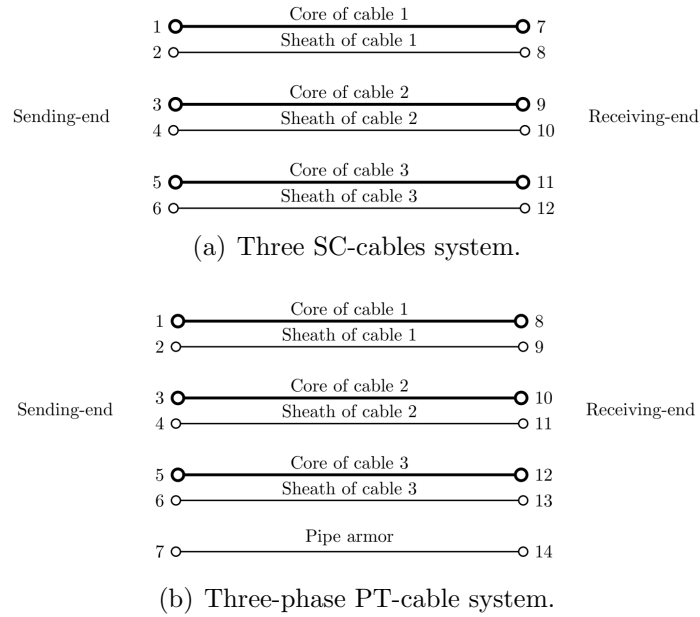 Core of cable 1
1 7
Sheath of cable 1
2 8
Core of cable 2
3 9
Sending-end Sheath of cable 2 Receiving-end
4 10
Core of cable 3
5 11
Sheath of cable 3
6 12
(a) Three SC-cables system.
Core of cable 1
1 8
Sheath of cable 1
2 9
Core of cable 2
3 10
Sending-end Sheath of cable 2 Receiving-end
4 11
Core of cable 3
5 12
Sheath of cable 3
6 13
Pipe armor
7 14
(b) Three-phase PT-cable system.